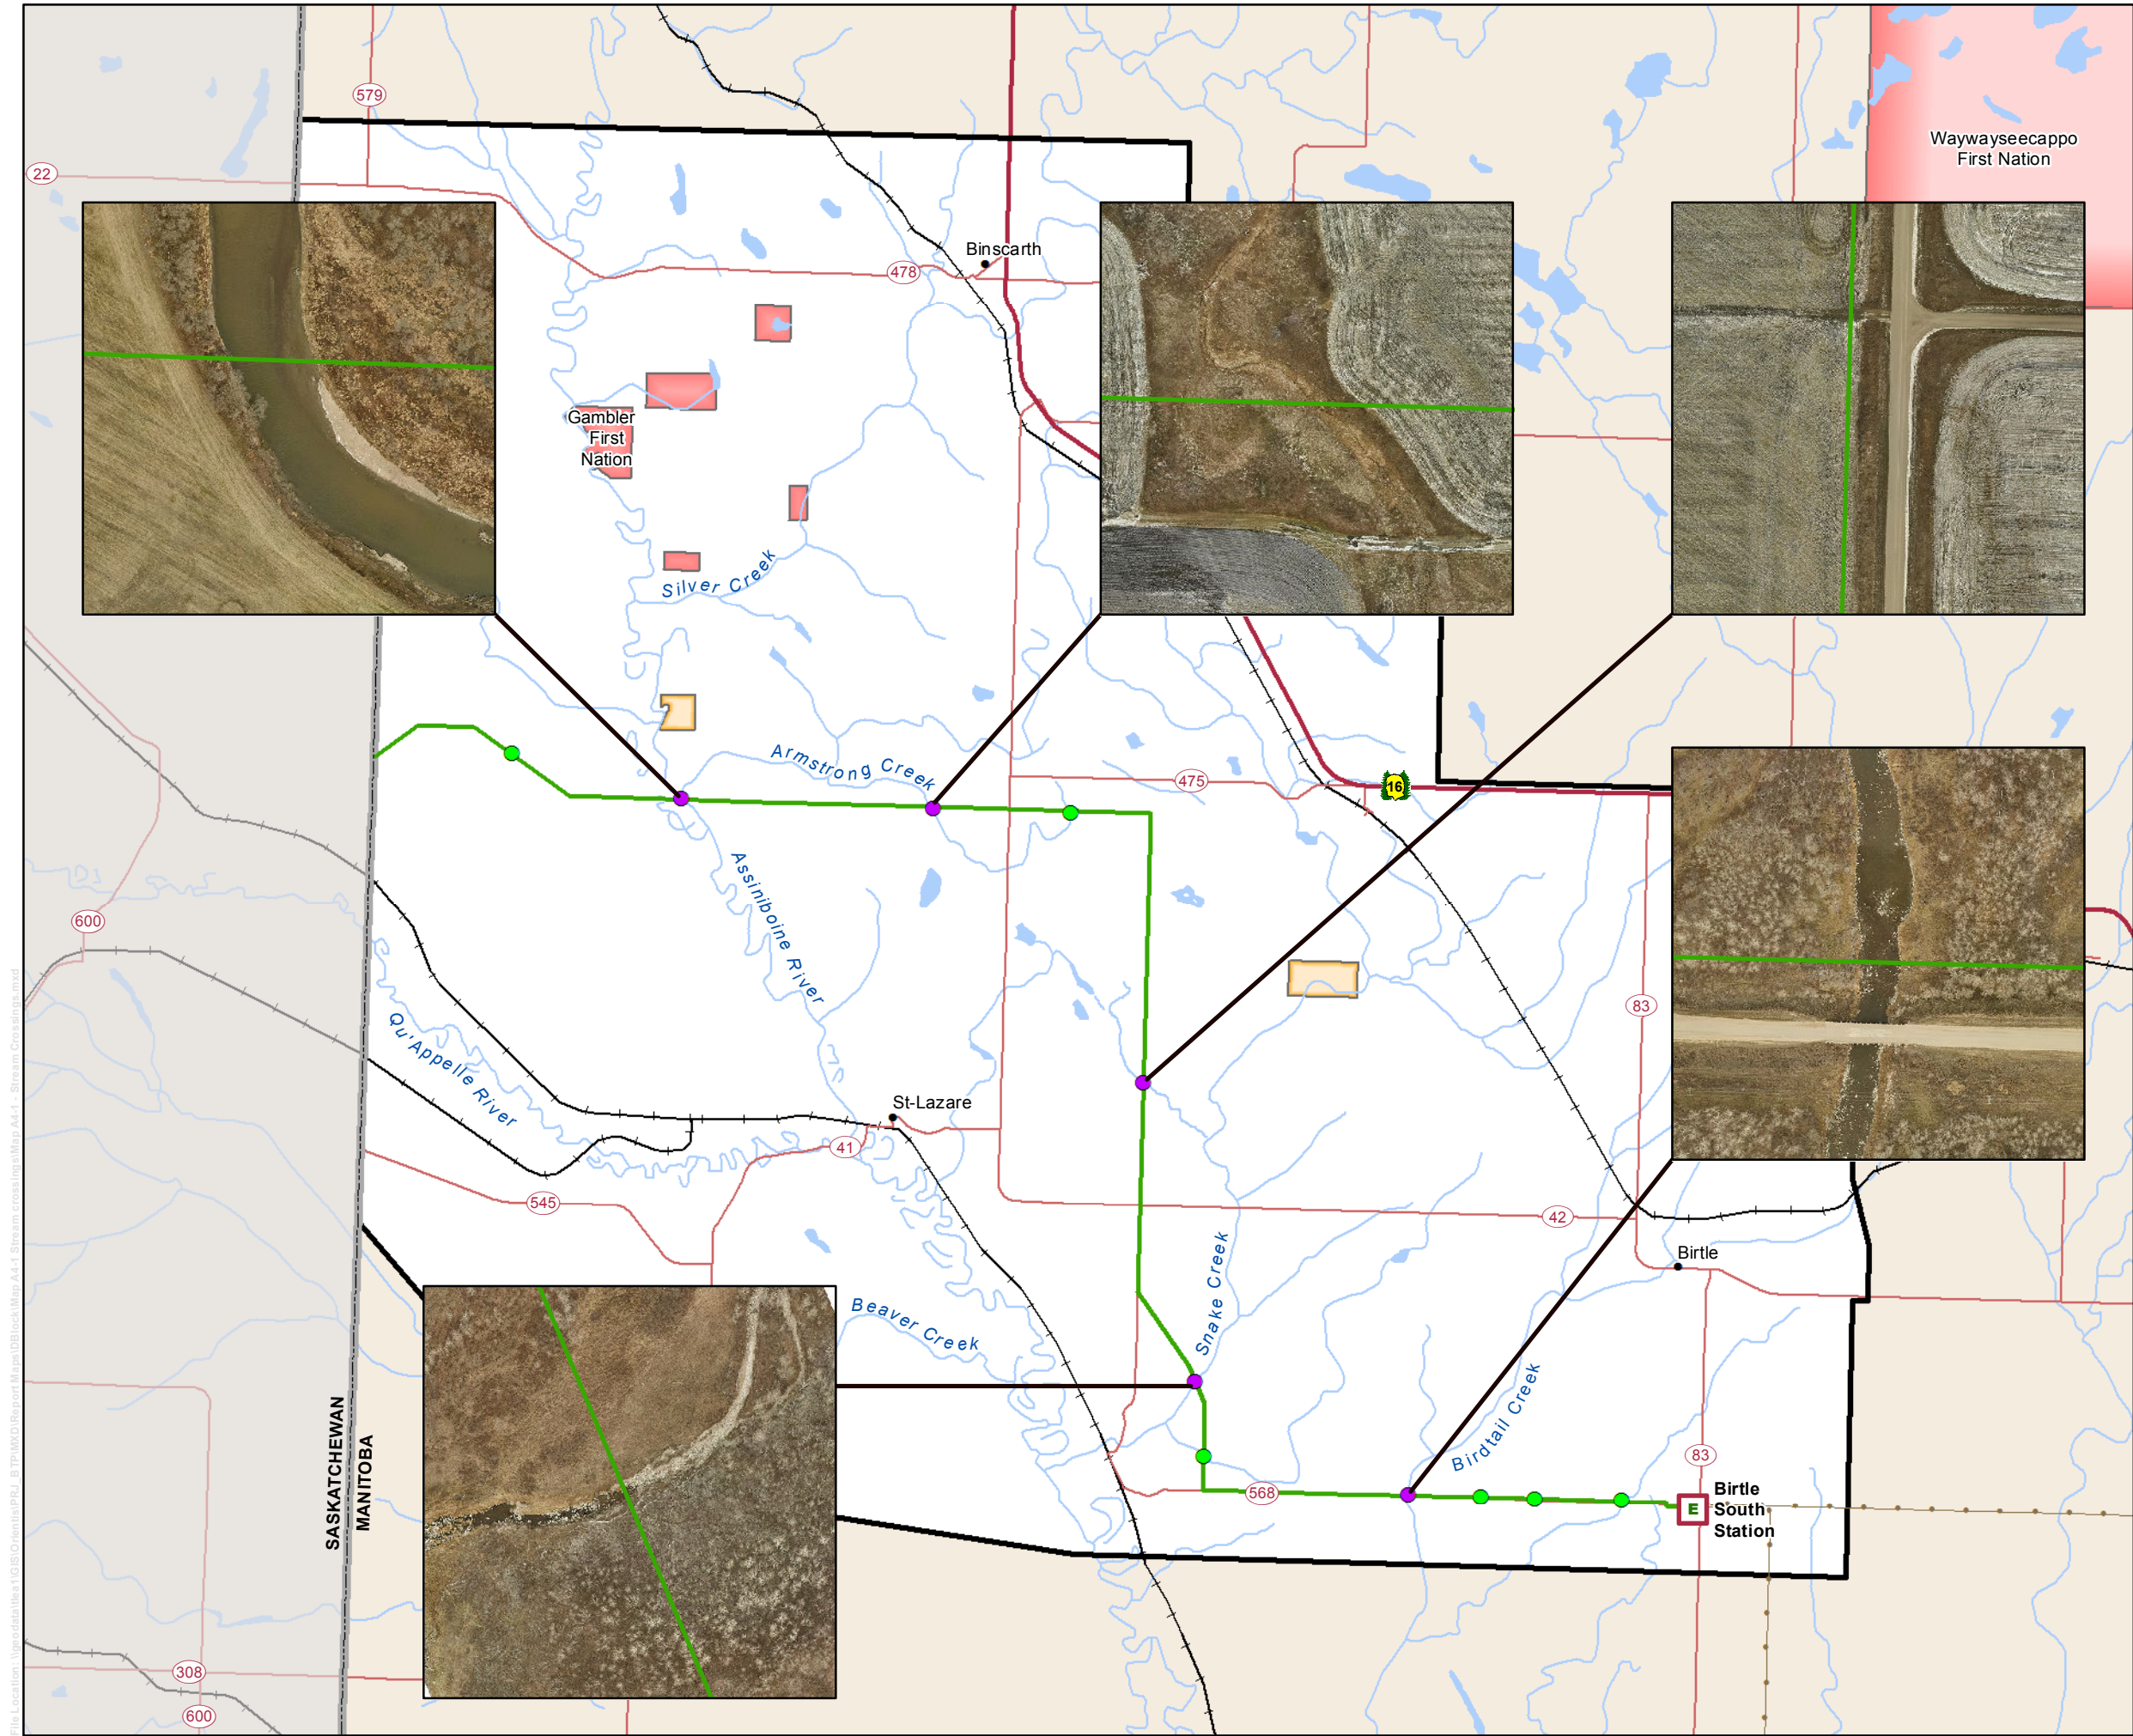 579
22
Waywayseecappo
First Nation
Binscarth
478
Gambler
First
Nation
Silver Creek
Armstrong Creek
475
16
Assiniboine River
600
83
Qu'Appelle River
St-Lazare
41
545
42
Birtle
Snake Creek
Beaver Creek
Birdtail Creek
SASKATCHEWAN
MANITOBA
83
568
E
Birtle
South
Station
308
600